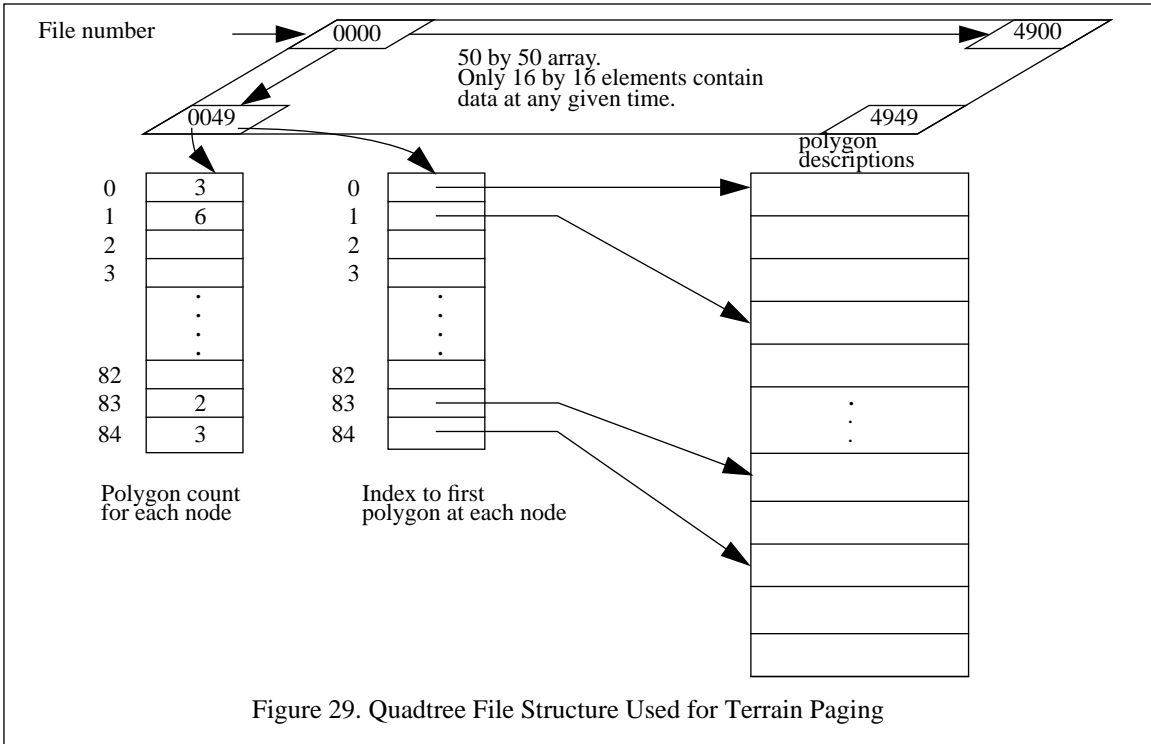 File number
0000
4900
50 by 50 array.
Only 16 by 16 elements contain
data at any given time.
0049
4949
polygon
descriptions
0 3 0
1 6 1
2 2
3 3
82 82
83 2 83
84 3 84
Polygon count
for each node
Index to first
polygon at each node
Figure 29. Quadtree File Structure Used for Terrain Paging